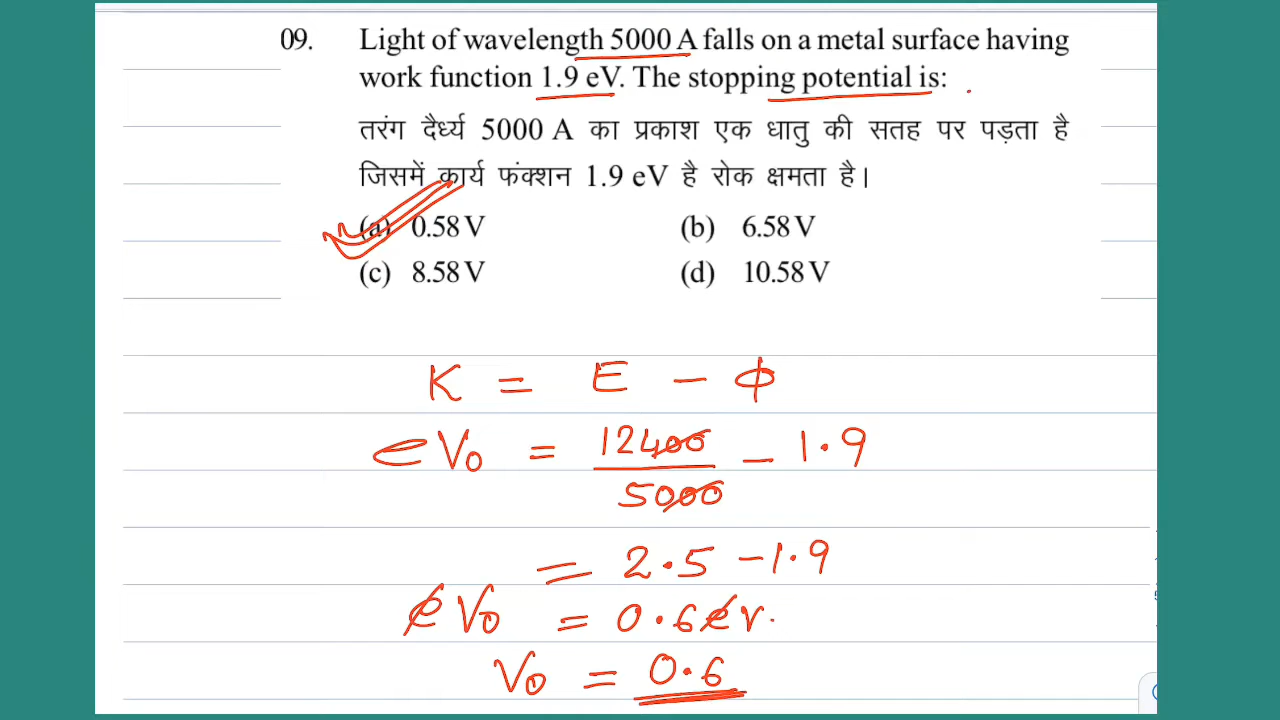 09. Light of wavelength 5000 A falls on a metal surface having
work function 1.9 eV. The stopping potential is:
तरंग दैर्ध्य 5000 A का प्रकाश एक धातु की सतह पर पड़ता है
जिसमें कार्य फंक्शन 1.9 eV है रोक क्षमता है।
(a) 0.58 V (b) 6.58 V
(c) 8.58 V (d) 10.58 V
K = E - ϕ
eV₀ = 12400/5000 - 1.9
= 2.5 - 1.9
eV₀ = 0.6 eV.
V₀ = 0.6